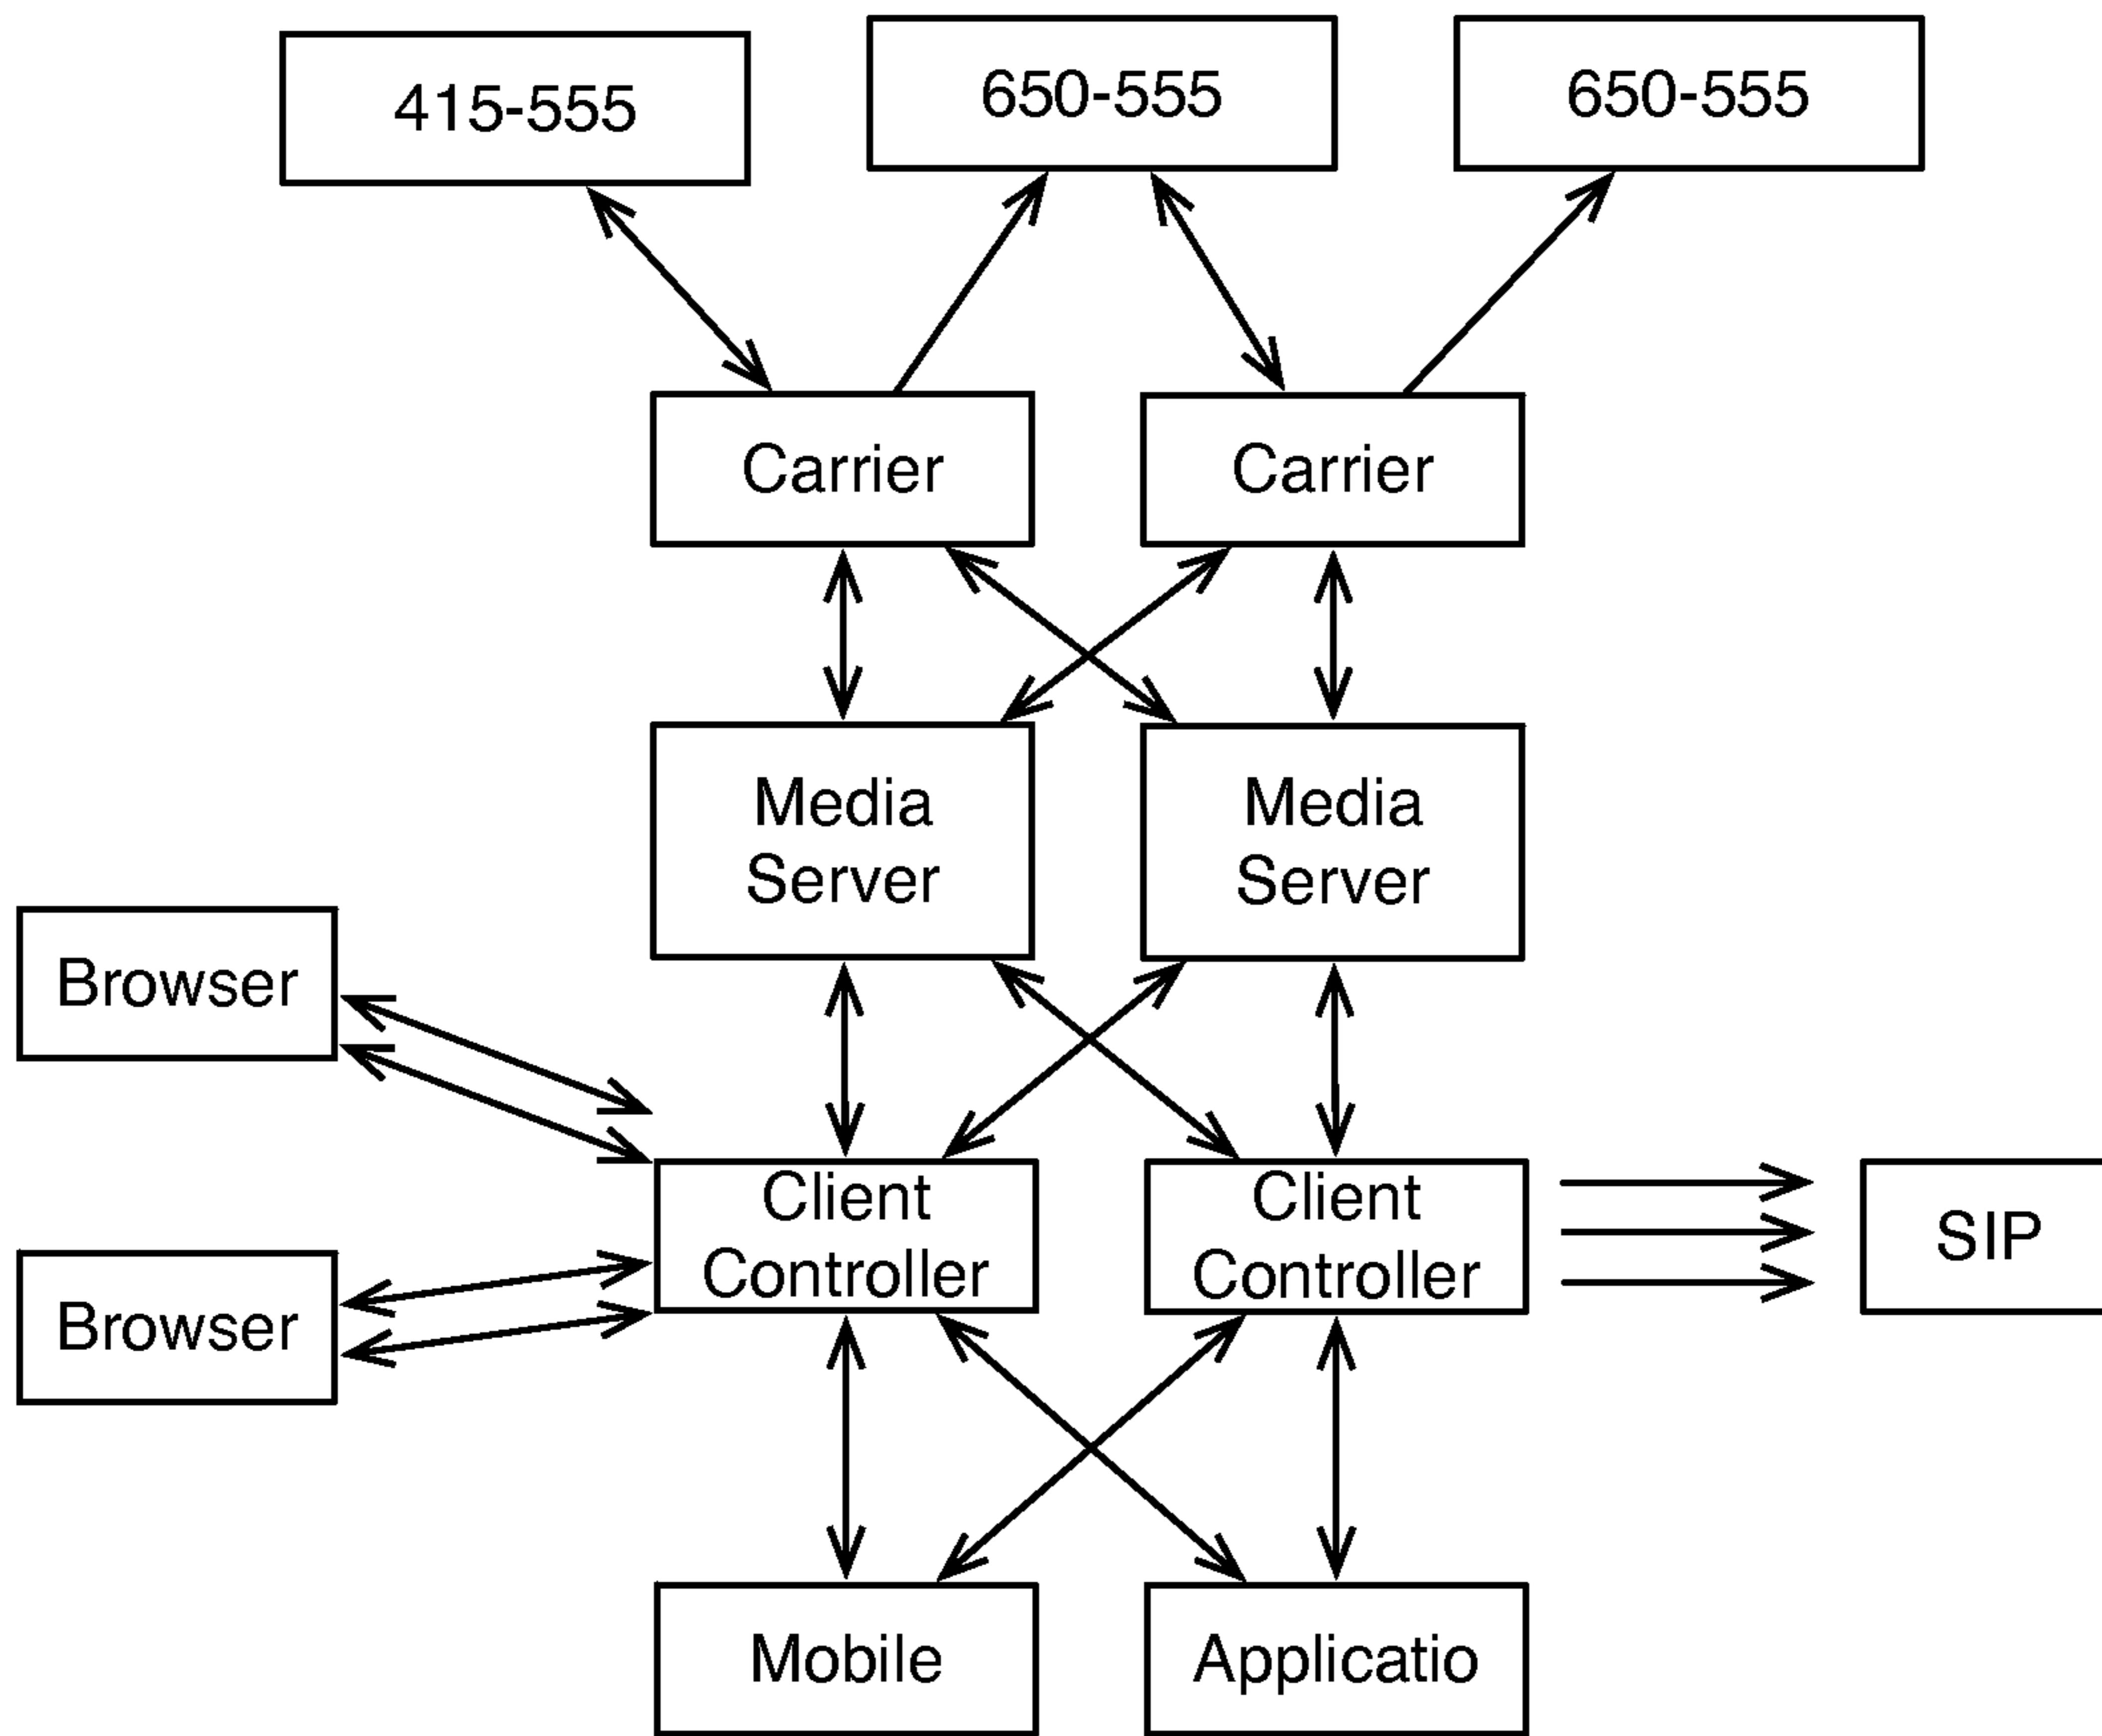 415-555
650-555
650-555
Carrier
Carrier
Media
Server
Media
Server
Browser
Client
Controller
Client
Controller
SIP
Browser
Mobile
Applicatio